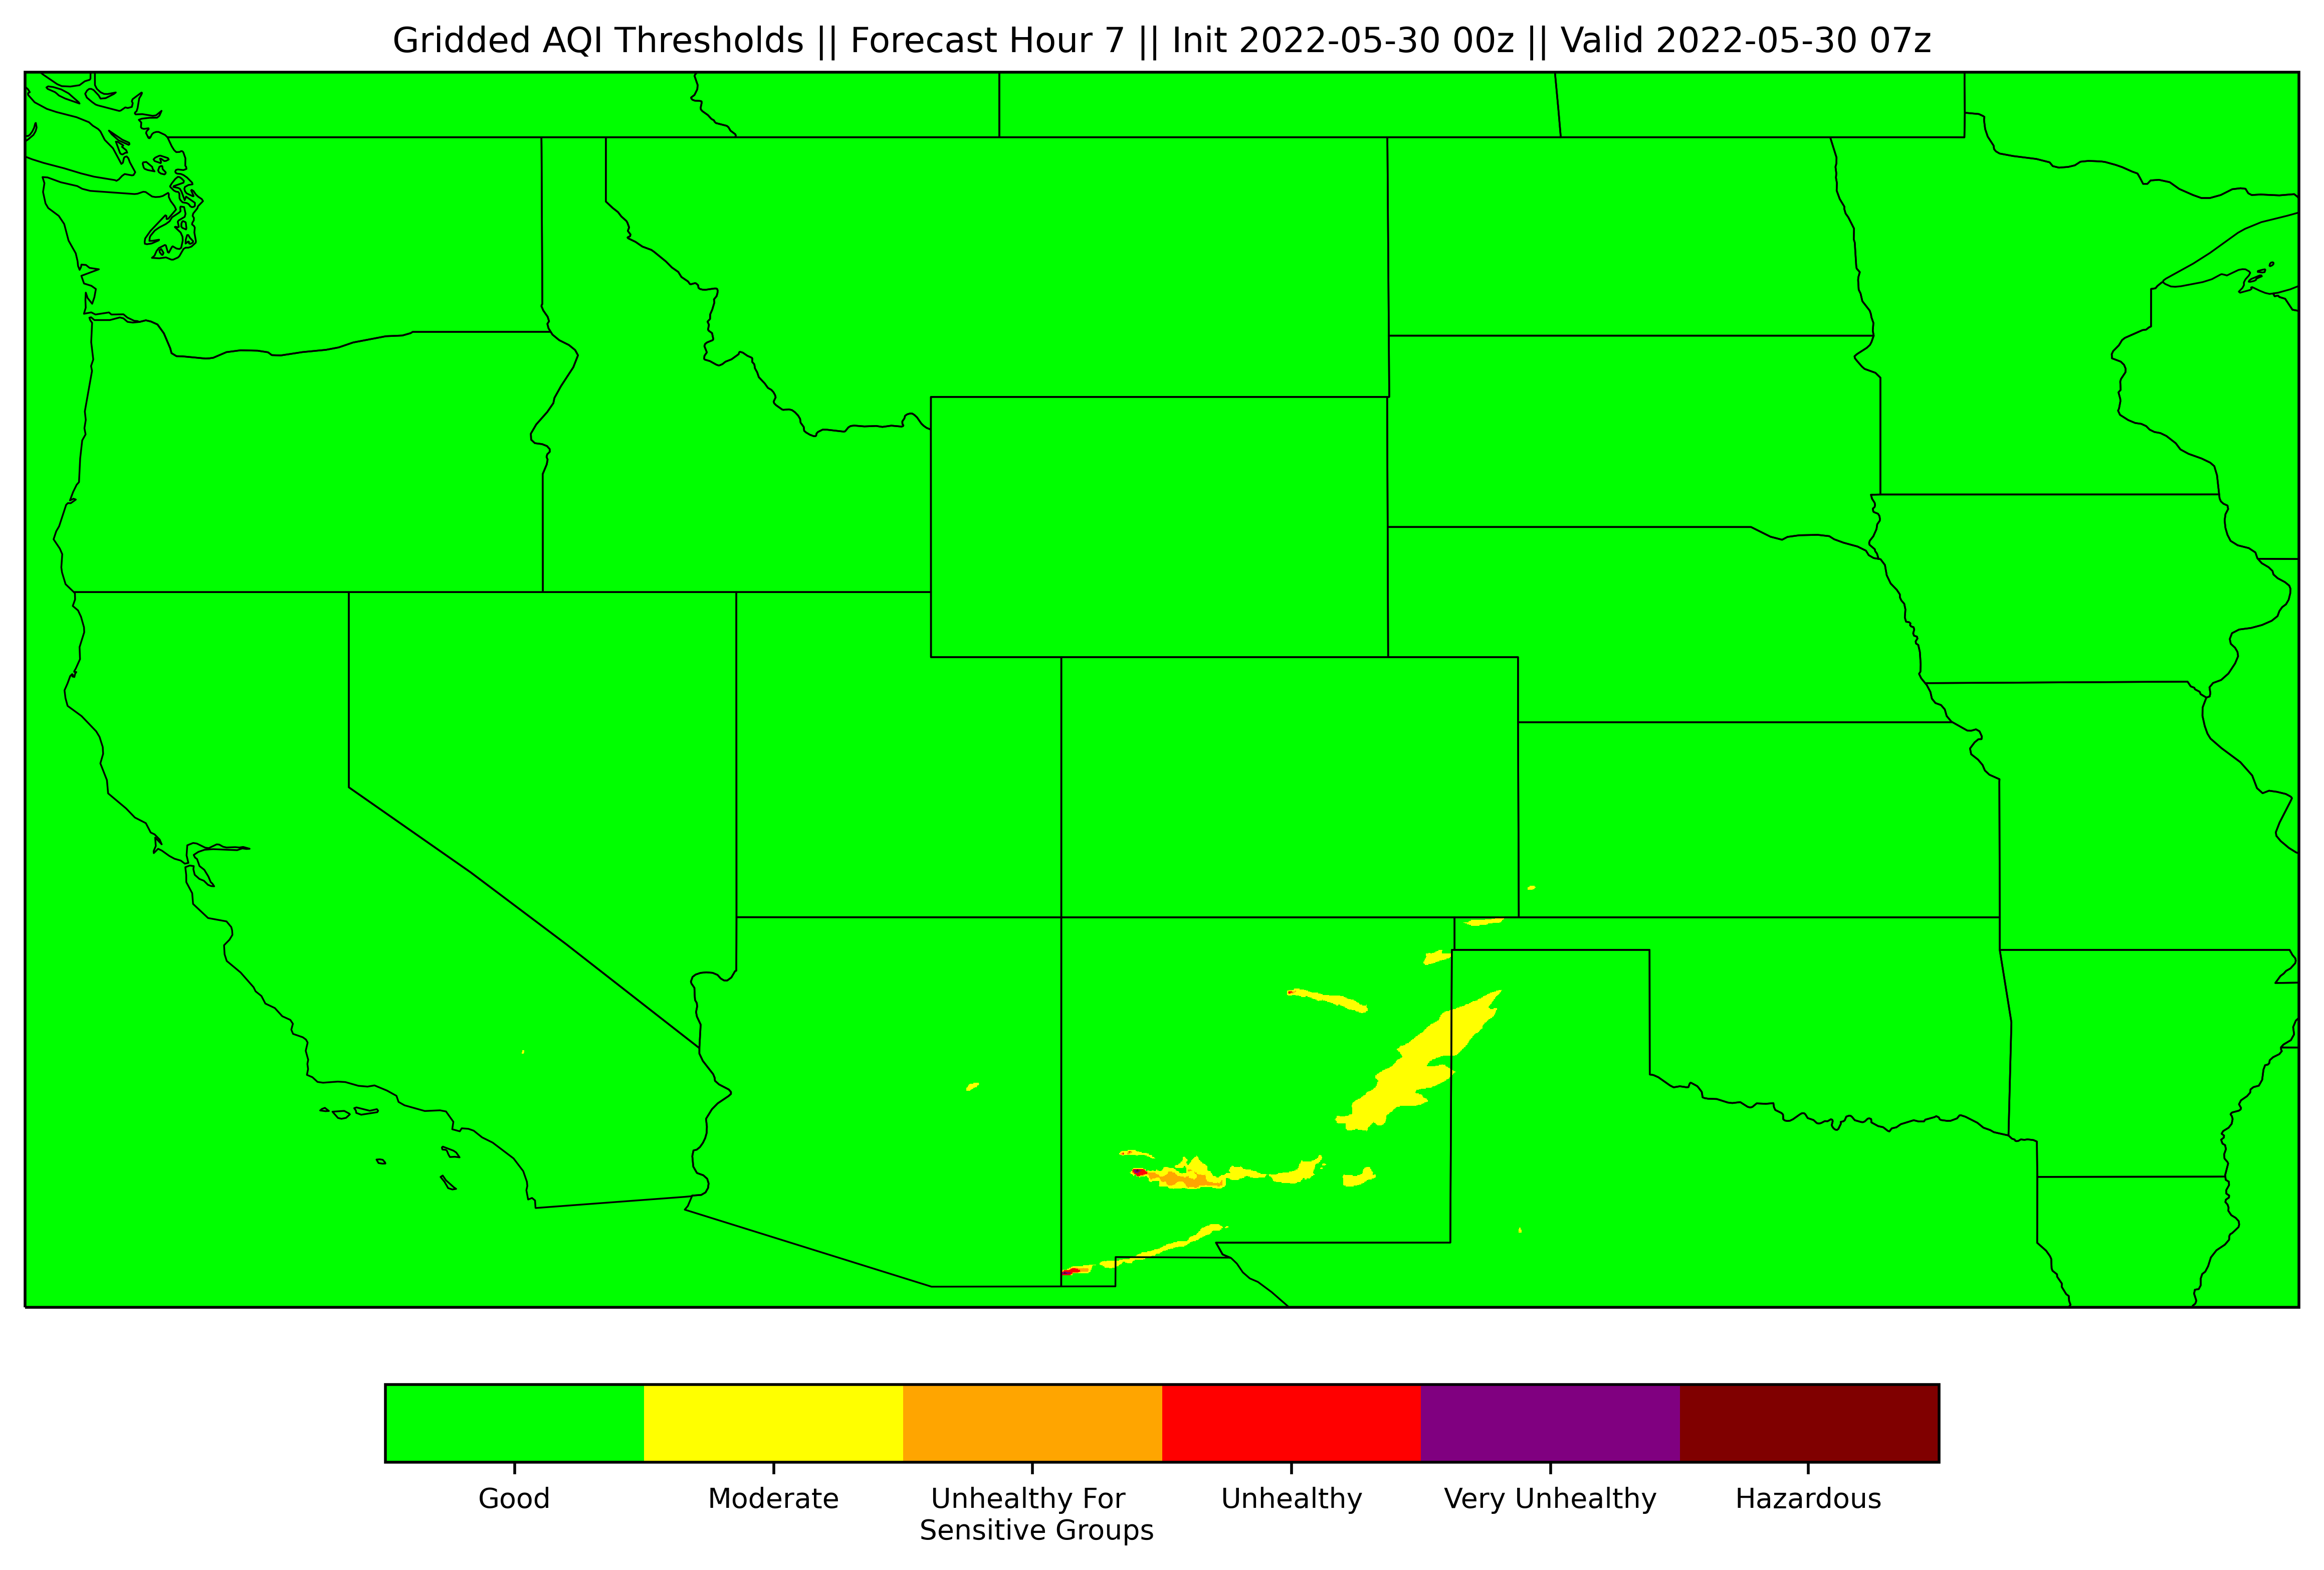 Gridded AQI Thresholds || Forecast Hour 7 || Init 2022-05-30 00z || Valid 2022-05-30 07z
Good
Moderate
Unhealthy For
Sensitive Groups
Unhealthy
Very Unhealthy
Hazardous